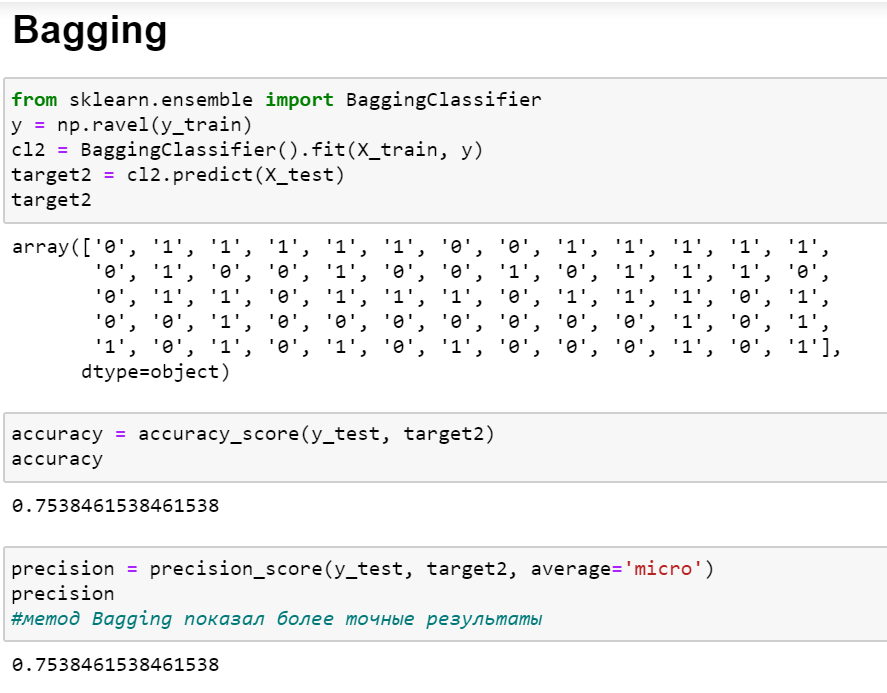 Bagging
from sklearn.ensemble import BaggingClassifier
y = np.ravel(y_train)
cl2 = BaggingClassifier().fit(X_train, y)
target2 = cl2.predict(X_test)
target2
array(['0', '1', '1', '1', '1', '1', '0', '0', '1', '1', '1', '1', '1',
'0', '1', '0', '0', '1', '0', '0', '1', '0', '1', '1', '1', '0',
'0', '1', '1', '0', '1', '1', '1', '0', '1', '1', '1', '0', '1',
'0', '0', '1', '0', '0', '0', '0', '0', '0', '0', '1', '0', '1',
'1', '0', '1', '0', '1', '0', '1', '0', '0', '0', '1', '0', '1'],
dtype=object)
accuracy = accuracy_score(y_test, target2)
accuracy
0.7538461538461538
precision = precision_score(y_test, target2, average='micro')
precision
#метод Bagging показал более точные результаты
0.7538461538461538